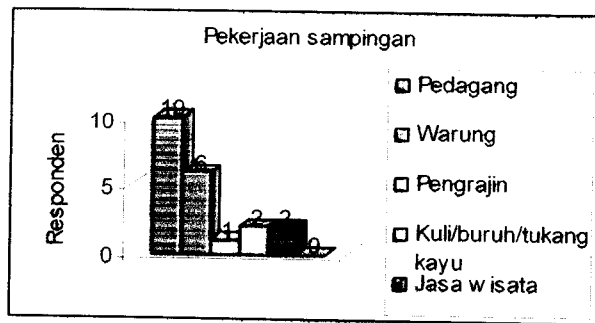 Pekerjaan sampingan
Responden
10
5
0
10
6
1
2
2
0
Pedagang
Warung
Pengrajin
Kuli/buruh/tukang
kayu
Jasa wisata